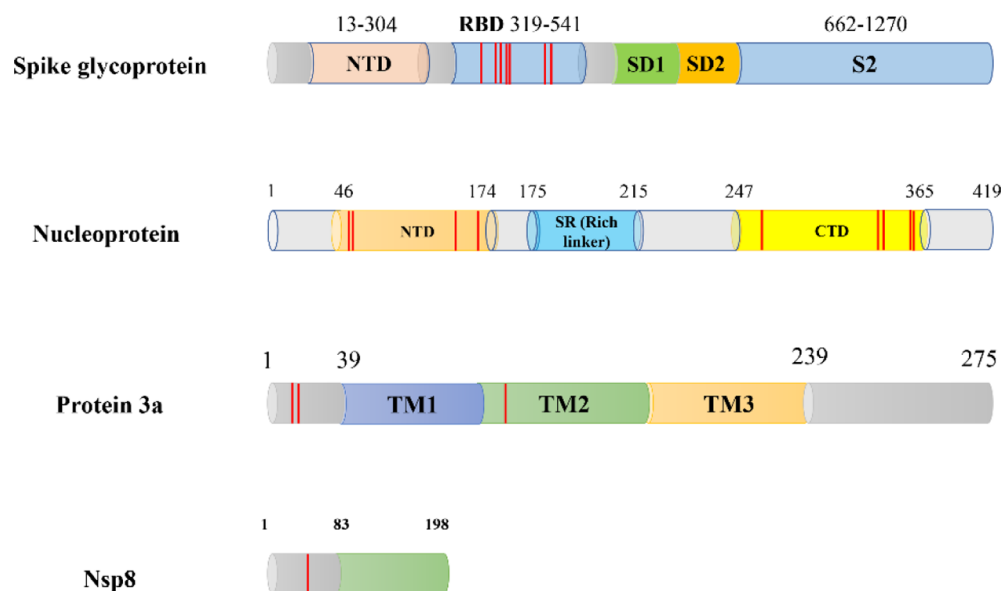 13-304 RBD 319-541 662-1270
Spike glycoprotein NTD SD1 SD2 S2
1 46 174 175 215 247 365 419
Nucleoprotein NTD SR (Rich linker) CTD
1 39 239 275
Protein 3a TM1 TM2 TM3
1 83 198
Nsp8